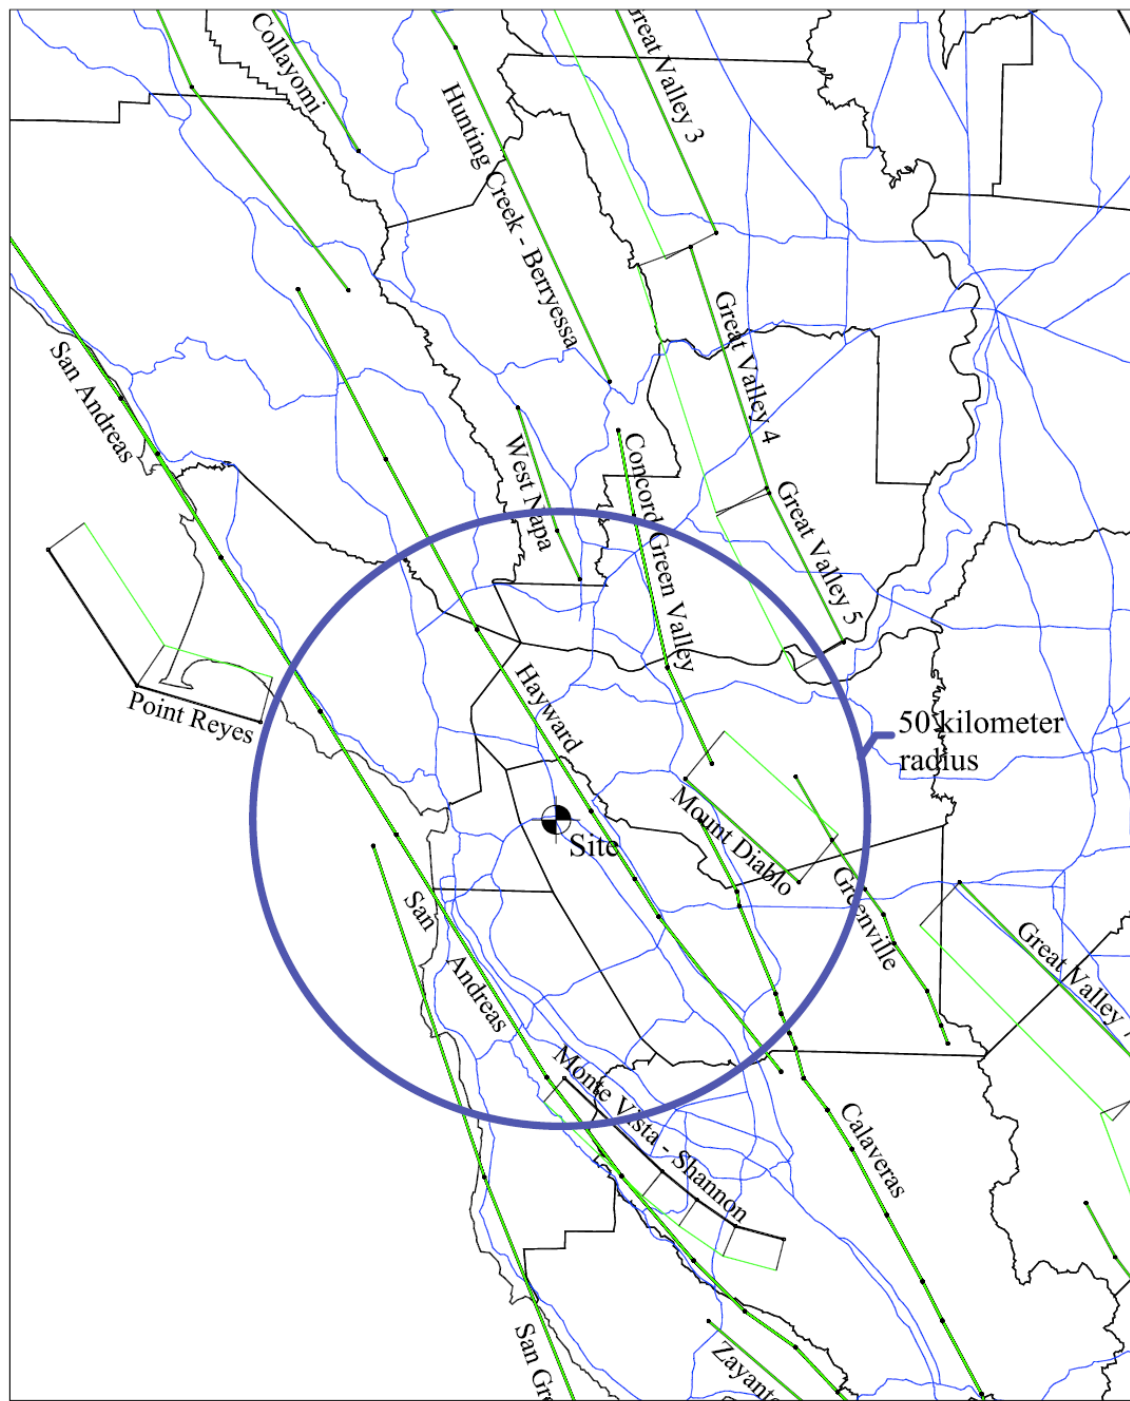 Collayomi
Great Valley 3
Hunting Creek - Berryessa
San Andreas
Great Valley 4
West Napa
Concord Green Valley
Great Valley 5
Point Reyes
Hayward
50 kilometer
radius
Mount Diablo
Site
Greenville
San
Andreas
Great Valley
Monte Vista - Shannon
Calaveras
San Gre
Zayante